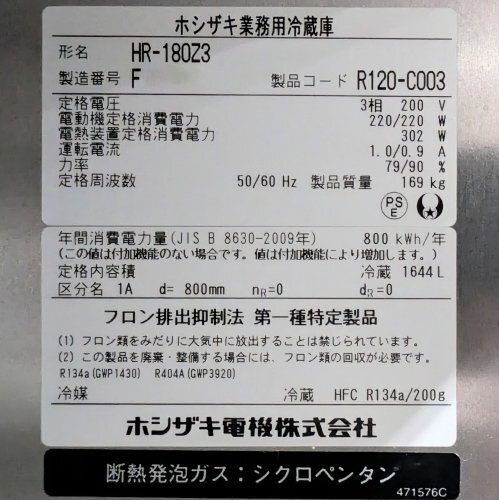 ホシザキ業務用冷蔵庫
形名 HR-180Z3
製造番号 F 製品コード R120-C003
定格電圧 3相 200 V
電動機定格消費電力 220/220 W
電熱装置定格消費電力 302 W
運転電流 1.0/0.9 A
力率 79/90 %
定格周波数 50/60 Hz 製品質量 169 kg
PSE
年間消費電力量(JIS B 8630-2009年) 800 kWh/年
(この値は付加機能のない場合です。値は付加機能により増加します。)
定格内容積 冷蔵 1644 L
区分名 1A d= 800mm nR=0 dR=0
フロン排出抑制法 第一種特定製品
(1) フロン類をみだりに大気中に放出することは禁じられています。
(2) この製品を廃棄・整備する場合には、フロン類の回収が必要です。
R134a(GWP1430) R404A(GWP3920)
冷媒 冷蔵 HFC R134a/200g
ホシザキ電機株式会社
断熱発泡ガス:シクロペンタン
471576C